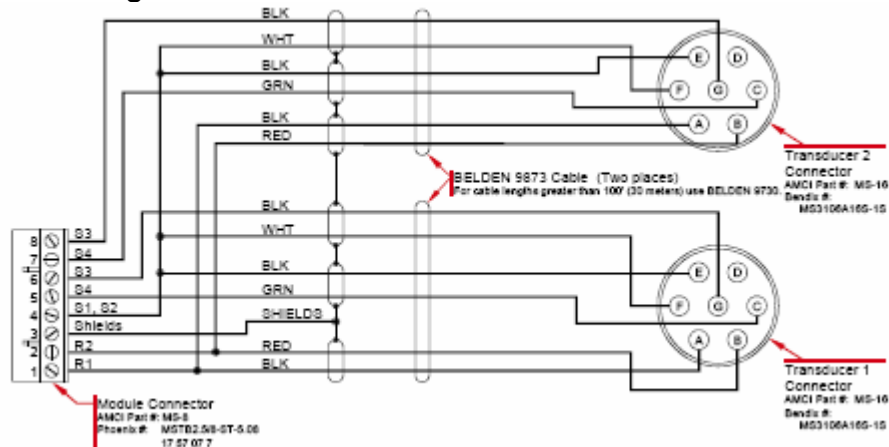 BLK
WHT
BLK
GRN
BLK
RED
E D
F G C
A B
Transducer 2
Connector
AMCI Part #: MS-16
Bendix #:
MS3106A16S-1S
BELDEN 9873 Cable (Two places)
For cable lengths greater than 100' (30 meters) use BELDEN 9730.
BLK
WHT
BLK
GRN
SHIELDS
RED
BLK
8 S3
7 S4
6 S3
5 S4
4 S1, S2
3 Shields
2 R2
1 R1
E D
F G C
A B
Transducer 1
Connector
AMCI Part #: MS-16
Bendix #:
MS3106A16S-1S
Module Connector
AMCI Part #: MS-8
Phoenix #: MSTB2.5/8-ST-5.08
17 57 07 7